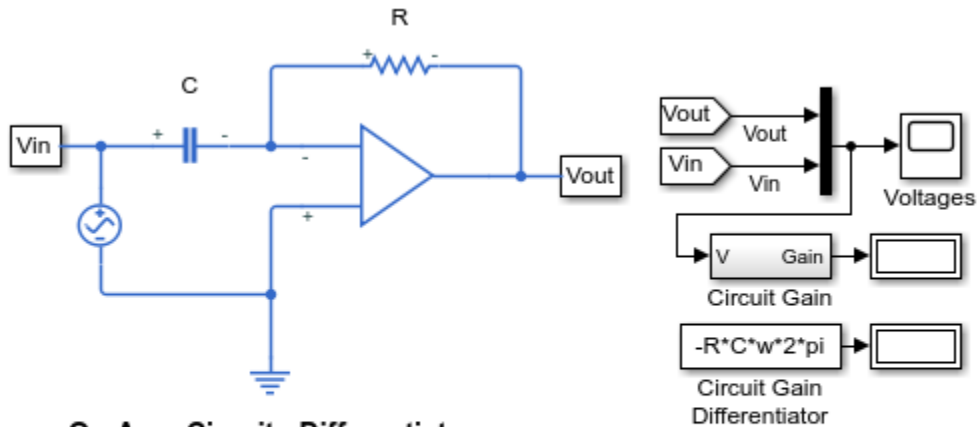 R
+ -
C
+ -
Vin
-
+
+
-
Vout
Vout
Vout
Vin
Vin
Voltages
V Gain
Circuit Gain
-R*C*w*2*pi
Circuit Gain
Differentiator